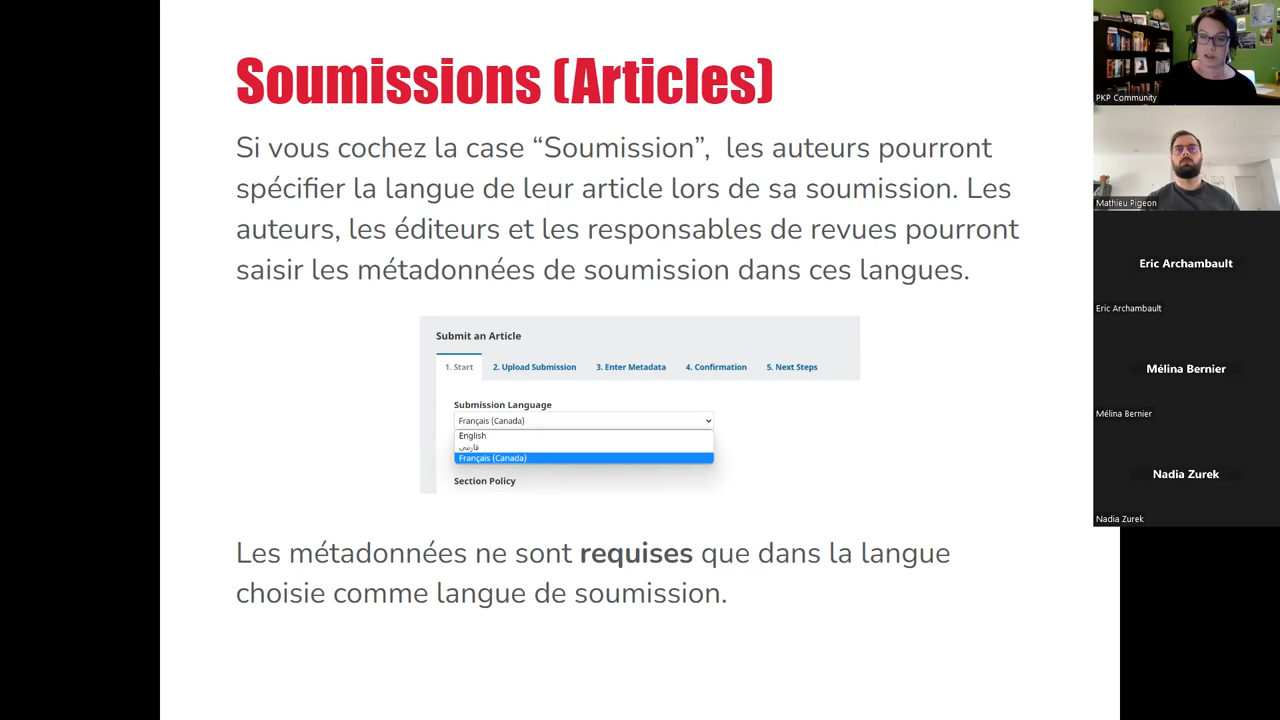 Soumissions (Articles)
Si vous cochez la case “Soumission”, les auteurs pourront
spécifier la langue de leur article lors de sa soumission. Les
auteurs, les éditeurs et les responsables de revues pourront
saisir les métadonnées de soumission dans ces langues.
Submit an Article
1. Start 2. Upload Submission 3. Enter Metadata 4. Confirmation 5. Next Steps
Submission Language
Français (Canada)
English
فارسی
Français (Canada)
Section Policy
Les métadonnées ne sont requises que dans la langue
choisie comme langue de soumission.
PKP Community
Mathieu Pigeon
Eric Archambault
Eric Archambault
Mélina Bernier
Mélina Bernier
Nadia Zurek
Nadia Zurek